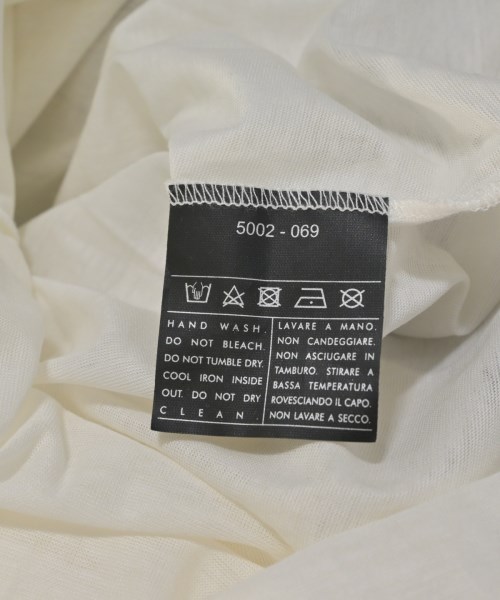 5002 - 069
HAND WASH.
DO NOT BLEACH.
DO NOT TUMBLE DRY.
COOL IRON INSIDE
OUT. DO NOT DRY
CLEAN
LAVARE A MANO.
NON CANDEGGIARE.
NON ASCIUGARE IN
TAMBURO. STIRARE A
BASSA TEMPERATURA
ROVESCIANDO IL CAPO.
NON LAVARE A SECCO.